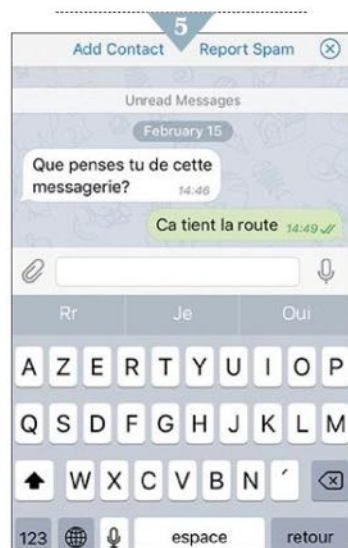 5
Add Contact Report Spam
Unread Messages
February 15
Que penses tu de cette
messagerie? 14:46
Ca tient la route 14:49
Rr Je Oui
A Z E R T Y U I O P
Q S D F G H J K L M
W X C V B N ´
123 espace retour